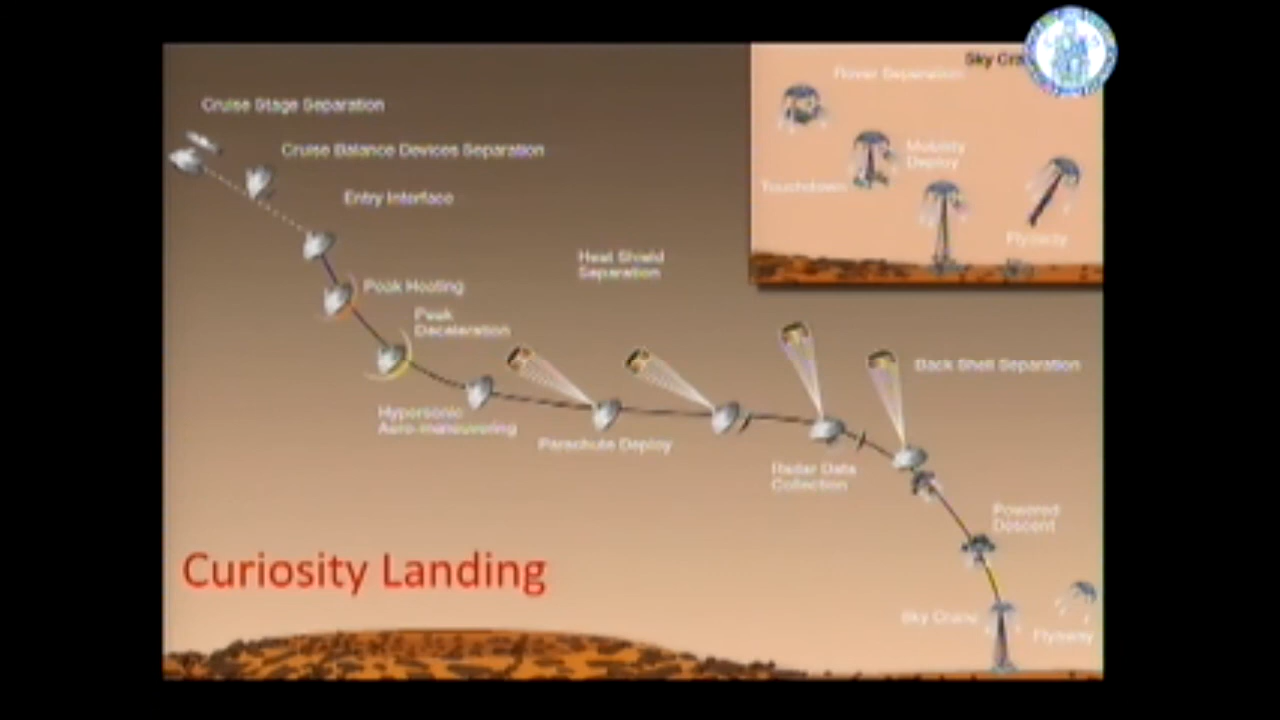 Cruise Stage Separation
Cruise Balance Devices Separation
Entry Interface
Peak Heating
Peak
Deceleration
Hypersonic
Aero-maneuvering
Parachute Deploy
Heat Shield
Separation
Radar Data
Collection
Back Shell Separation
Powered
Descent
Sky Crane
Flyaway
Sky Cra
Rover Separation
Mobility
Deploy
Touchdown
Flyaway
Curiosity Landing